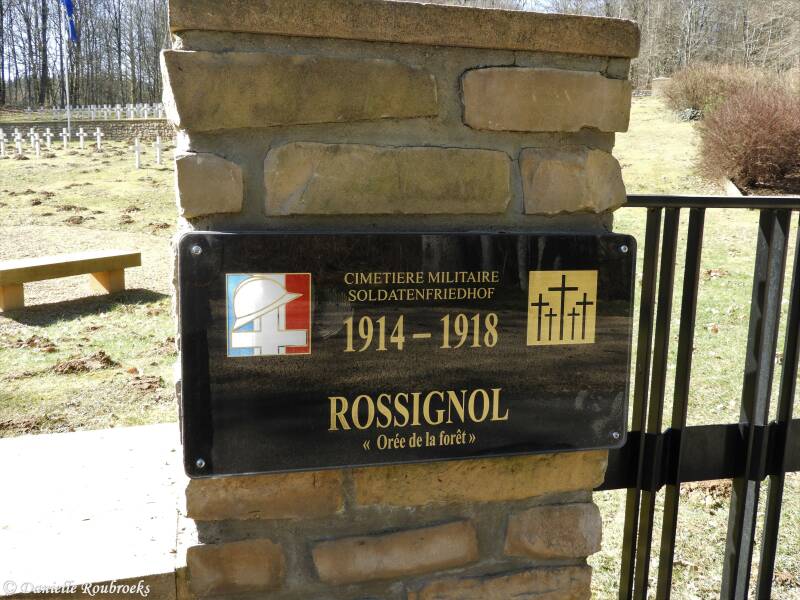 CIMETIERE MILITAIRE
SOLDATENFRIEDHOF
1914 – 1918
ROSSIGNOL
« Orée de la forêt »
© Danielle Roubroeks